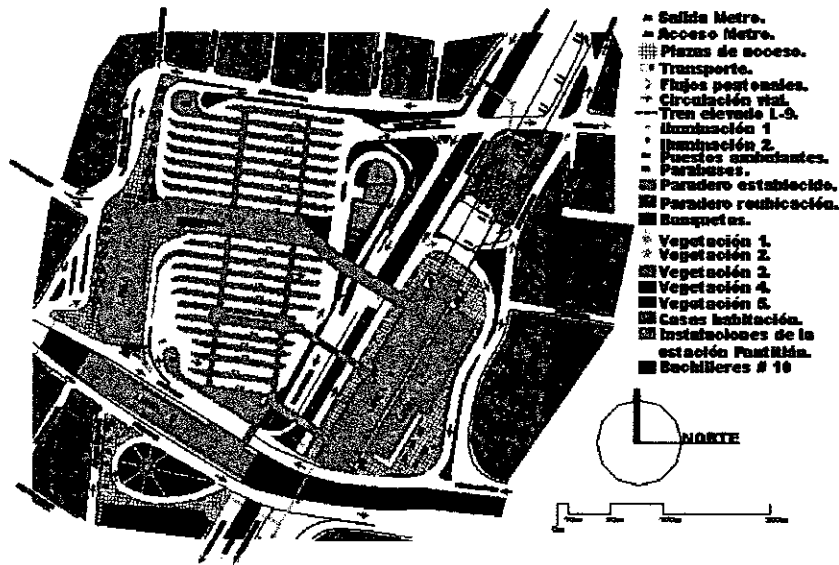 Salida Metro.
Acceso Metro.
Plazas de acceso.
Transporte.
Flujos peatonales.
Circulación vial.
Tren elevado L-9.
Iluminación 1
Iluminación 2.
Puestos ambulantes.
Parabuses.
Paradero establecido.
Paradero reubicación.
Banquetas.
Vegetación 1.
Vegetación 2.
Vegetación 3.
Vegetación 4.
Vegetación 5.
Casas habitación.
Instalaciones de la
estación Pantitlán.
Bachilleres # 10
NORTE